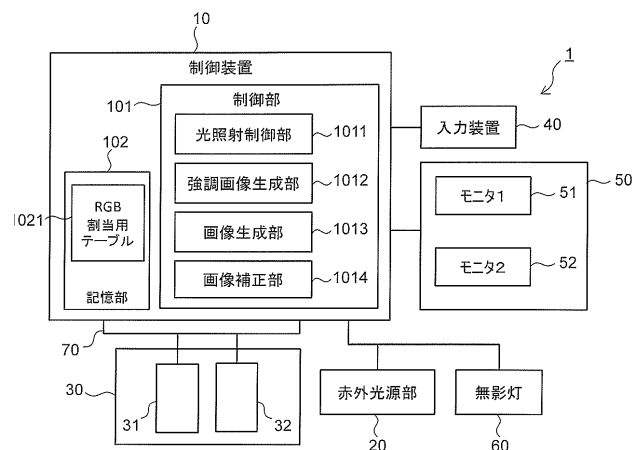 10
制御装置
1
101
制御部
光照射制御部
1011
入力装置
40
102
強調画像生成部
1012
50
1021
RGB
割当用
テーブル
モニタ1
51
画像生成部
1013
モニタ2
52
画像補正部
1014
記憶部
70
30
31
32
赤外光源部
無影灯
20
60